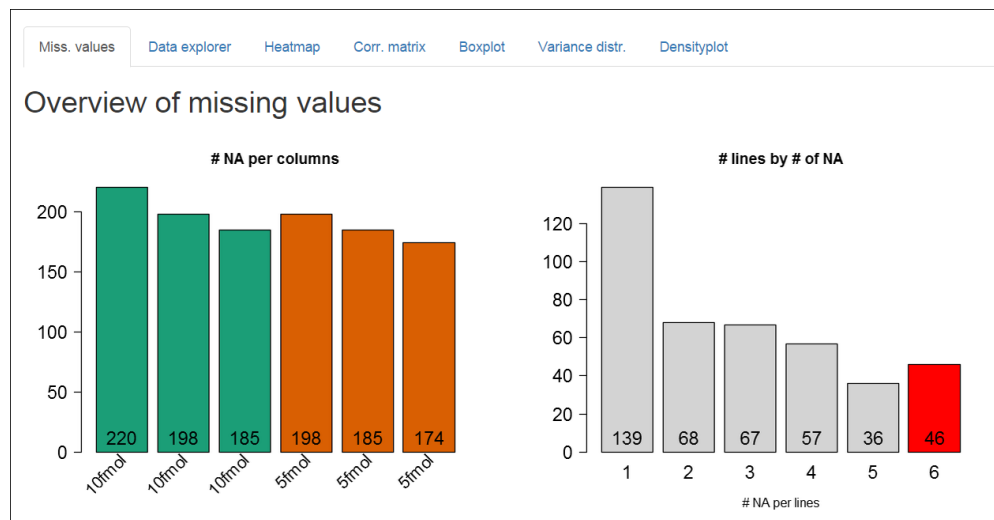 Miss. values Data explorer Heatmap Corr. matrix Boxplot Variance distr. Densityplot
Overview of missing values
# NA per columns
200
150
100
50
0
220 198 185 198 185 174
10fmol 10fmol 10fmol 5fmol 5fmol 5fmol
# lines by # of NA
120
100
80
60
40
20
0
139 68 67 57 36 46
1 2 3 4 5 6
# NA per lines